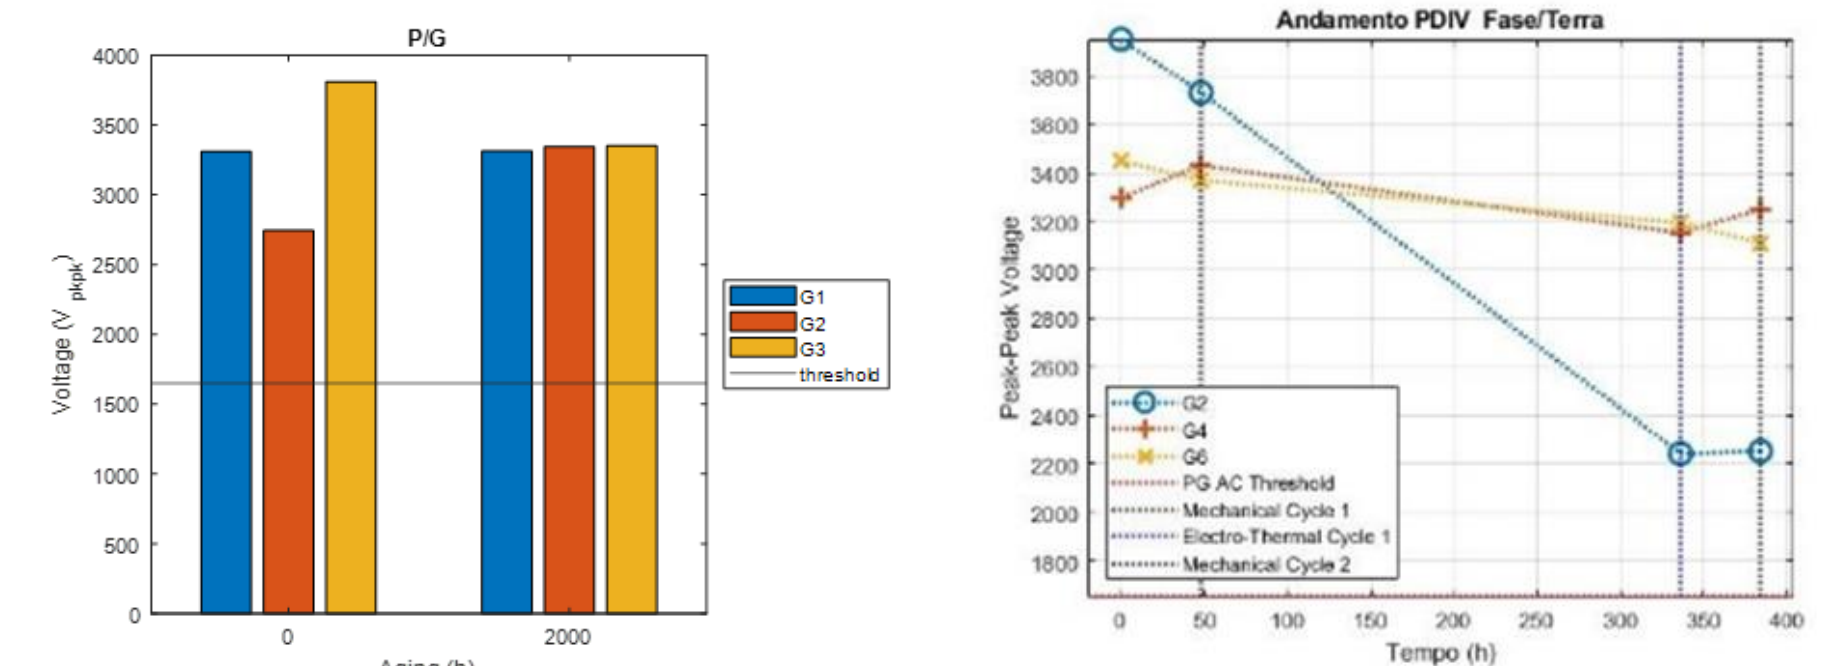 P/G
4000
3500
3000
2500
2000
1500
1000
500
0
Voltage (V pkpk)
0 2000
Aging (h)
G1
G2
G3
threshold
Andamento PDIV Fase/Terra
3800
3600
3400
3200
3000
2800
2600
2400
2200
2000
1800
Peak-Peak Voltage
G2
G4
G6
PG AC Threshold
Mechanical Cycle 1
Electro-Thermal Cycle 1
Mechanical Cycle 2
0 50 100 150 200 250 300 350 400
Tempo (h)